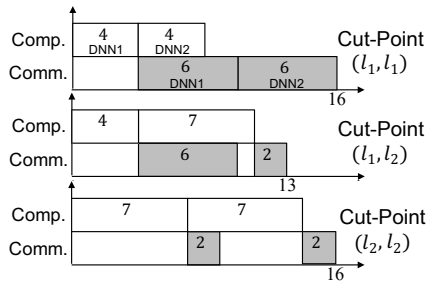 Comp. 4 4 Cut-Point
DNN1 DNN2
Comm. 6 6 (l₁, l₁)
DNN1 DNN2
16
Comp. 4 7 Cut-Point
Comm. 6 2 (l₁, l₂)
13
Comp. 7 7 Cut-Point
Comm. 2 2 (l₂, l₂)
16